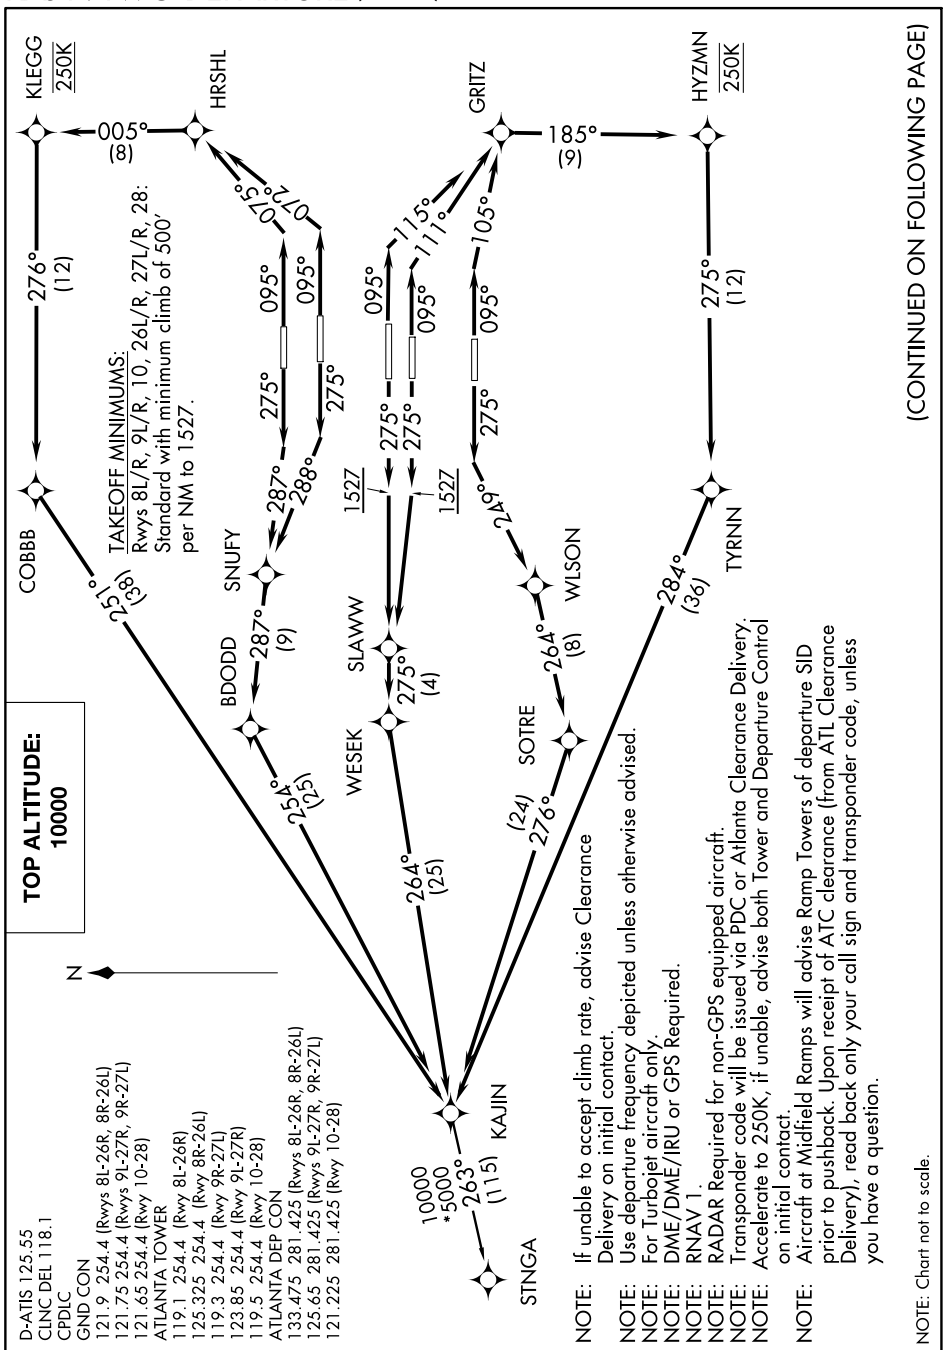 TOP ALTITUDE:
10000
D-ATIS 125.55
CLNC DEL 118.1
CPDLC
GND CON
121.9 254.4 (Rwys 8L-26R, 8R-26L)
121.75 254.4 (Rwys 9L-27R, 9R-27L)
121.65 254.4 (Rwy 10-28)
ATLANTA TOWER
119.1 254.4 (Rwy 8L-26R)
125.325 254.4 (Rwy 8R-26L)
119.3 254.4 (Rwy 9R-27L)
123.85 254.4 (Rwy 9L-27R)
119.5 254.4 (Rwy 10-28)
ATLANTA DEP CON
133.475 281.425 (Rwys 8L-26R, 8R-26L)
125.65 281.425 (Rwys 9L-27R, 9R-27L)
121.225 281.425 (Rwy 10-28)
N
TAKEOFF MINIMUMS:
Rwys 8L/R, 9L/R, 10, 26L/R, 27L/R, 28:
Standard with minimum climb of 500'
per NM to 1527.
KLEGG
250K
005°
(8)
HRSHL
276°
(12)
COBBB
251°
(38)
075°
072°
095°
095°
275°
275°
287°
288°
SNUFY
287°
(9)
BDODD
254°
(25)
GRITZ
115°
111°
105°
095°
095°
095°
275°
275°
275°
1527
1527
SLAWW
275°
(4)
WESEK
264°
(25)
249°
WLSON
264°
(8)
SOTRE
(24)
276°
185°
(9)
HYZMN
250K
275°
(12)
TYRNN
284°
(36)
KAJIN
10000
*5000
263°
(115)
STNGA
NOTE: If unable to accept climb rate, advise Clearance
Delivery on initial contact.
NOTE: Use departure frequency depicted unless otherwise advised.
NOTE: For Turbojet aircraft only.
NOTE: DME/DME/IRU or GPS Required.
NOTE: RNAV 1.
NOTE: RADAR Required for non-GPS equipped aircraft.
NOTE: Transponder code will be issued via PDC or Atlanta Clearance Delivery.
NOTE: Accelerate to 250K, if unable, advise both Tower and Departure Control
on initial contact.
NOTE: Aircraft at Midfield Ramps will advise Ramp Towers of departure SID
prior to pushback. Upon receipt of ATC clearance (from ATL Clearance
Delivery), read back only your call sign and transponder code, unless
you have a question.
(CONTINUED ON FOLLOWING PAGE)
NOTE: Chart not to scale.